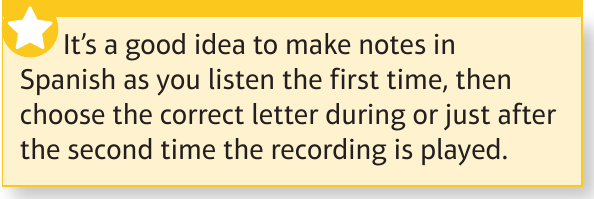 It's a good idea to make notes in
Spanish as you listen the first time, then
choose the correct letter during or just after
the second time the recording is played.